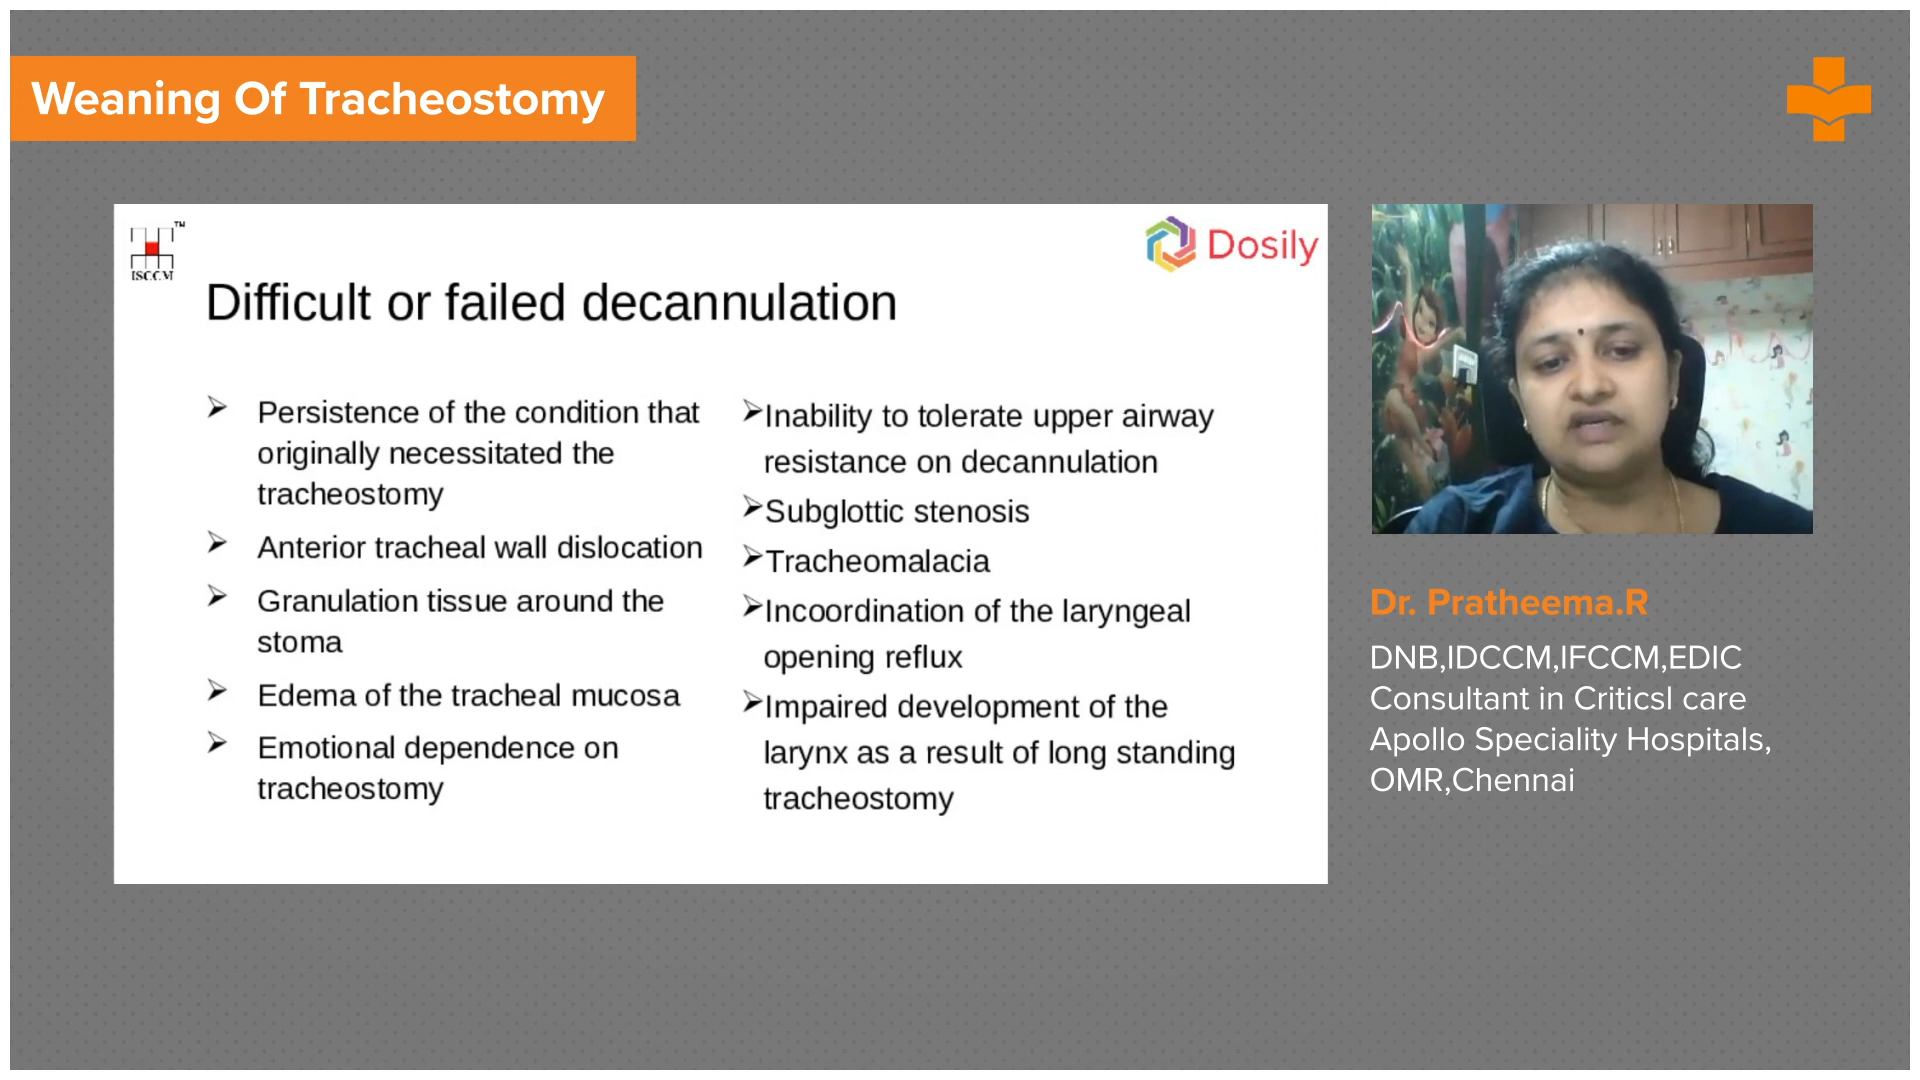 Weaning Of Tracheostomy
TM
ISCCM
Dosily
Difficult or failed decannulation
➢ Persistence of the condition that
originally necessitated the
tracheostomy
➢ Anterior tracheal wall dislocation
➢ Granulation tissue around the
stoma
➢ Edema of the tracheal mucosa
➢ Emotional dependence on
tracheostomy
➢Inability to tolerate upper airway
resistance on decannulation
➢Subglottic stenosis
➢Tracheomalacia
➢Incoordination of the laryngeal
opening reflux
➢Impaired development of the
larynx as a result of long standing
tracheostomy
Dr. Pratheema.R
DNB,IDCCM,IFCCM,EDIC
Consultant in Criticsl care
Apollo Speciality Hospitals,
OMR,Chennai